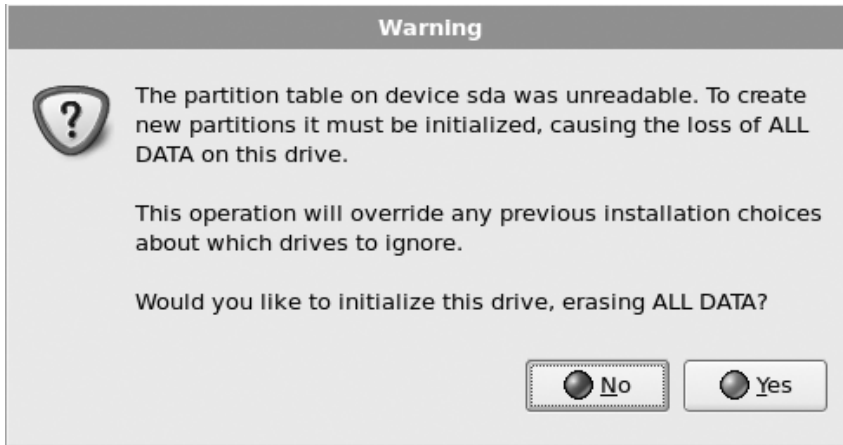 Warning
The partition table on device sda was unreadable. To create
new partitions it must be initialized, causing the loss of ALL
DATA on this drive.
This operation will override any previous installation choices
about which drives to ignore.
Would you like to initialize this drive, erasing ALL DATA?
No Yes